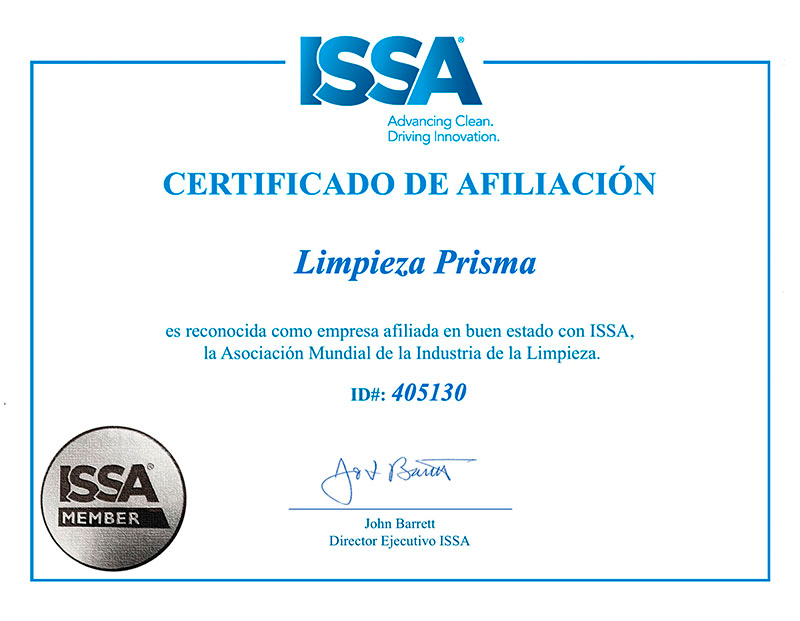 ISSA®
Advancing Clean.
Driving Innovation.
CERTIFICADO DE AFILIACIÓN
Limpieza Prisma
es reconocida como empresa afiliada en buen estado con ISSA,
la Asociación Mundial de la Industria de la Limpieza.
ID#: 405130
John Barrett
Director Ejecutivo ISSA
ISSA®
MEMBER